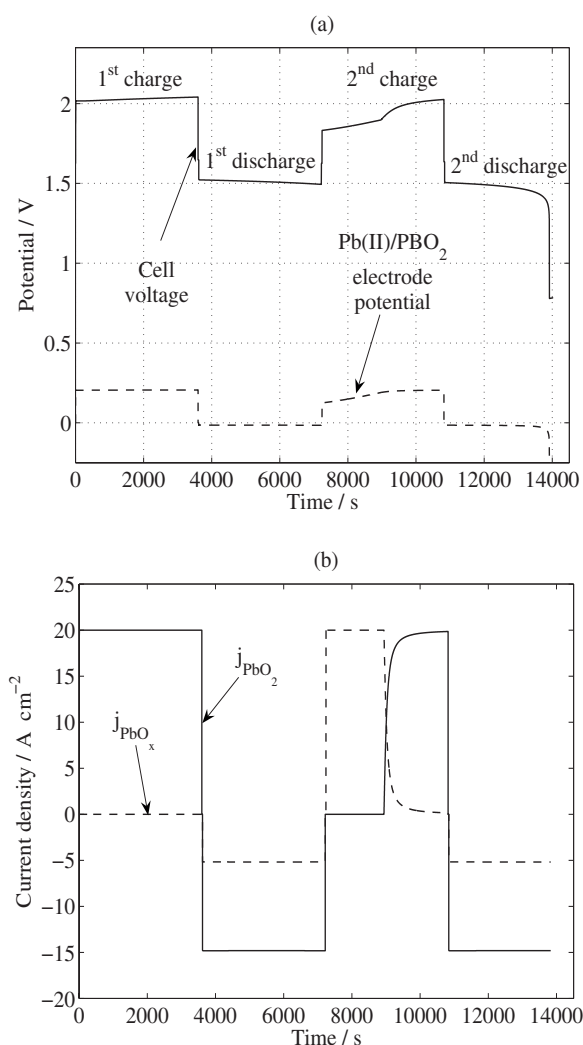 (a)
2.5
2
1.5
1
0.5
0
Potential / V
1st charge
2nd charge
1st discharge
2nd discharge
Cell
voltage
Pb(II)/PBO2
electrode
potential
0 2000 4000 6000 8000 10000 12000 14000
Time / s
(b)
25
20
15
10
5
0
−5
−10
−15
−20
Current density / A cm−2
jPbO2
jPbOx
0 2000 4000 6000 8000 10000 12000 14000
Time / s